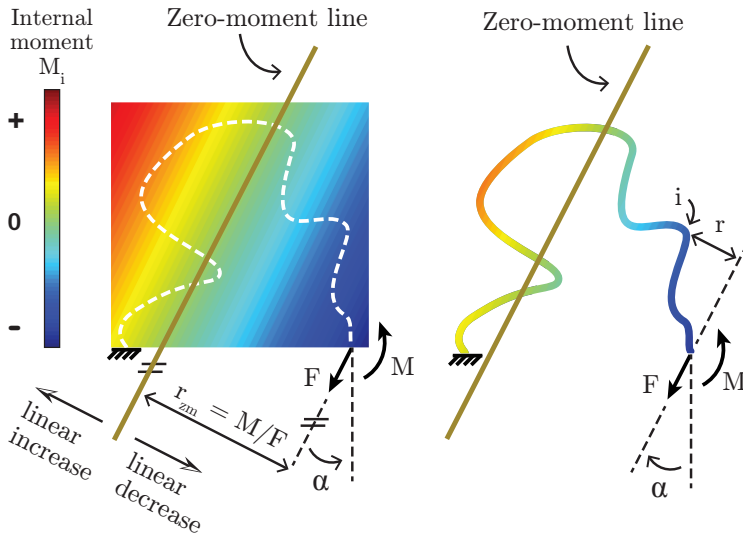 Internal
moment
M_i
+
0
-
Zero-moment line
F
M
r_zm = M/F
α
linear
increase
linear
decrease
Zero-moment line
i
r
F
M
α